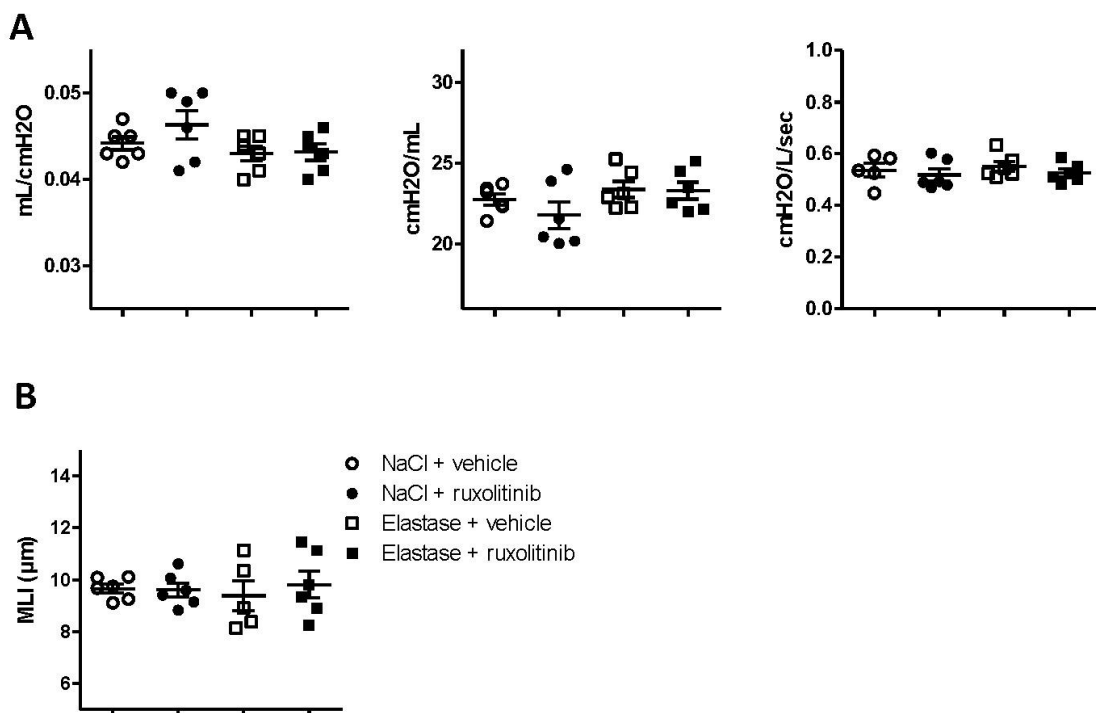 A
mL/cmH2O
0.05
0.04
0.03
cmH2O/mL
30
25
20
cmH2O/L/sec
1.0
0.8
0.6
0.4
0.2
0.0
B
MLI (µm)
14
12
10
8
6
NaCl + vehicle
NaCl + ruxolitinib
Elastase + vehicle
Elastase + ruxolitinib